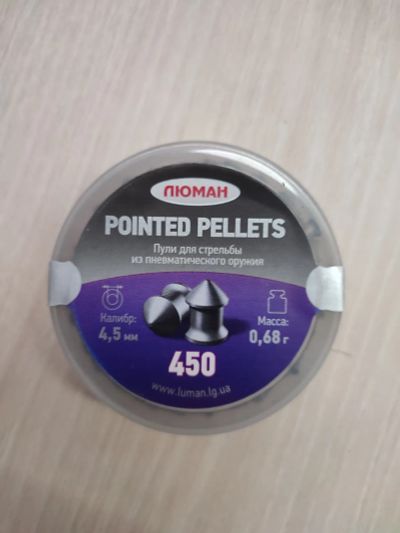 ЛЮМАН
POINTED PELLETS
Пули для стрельбы
из пневматического оружия
Калибр:
4,5 мм
Масса:
0,68 г
450
www.luman.lg.ua